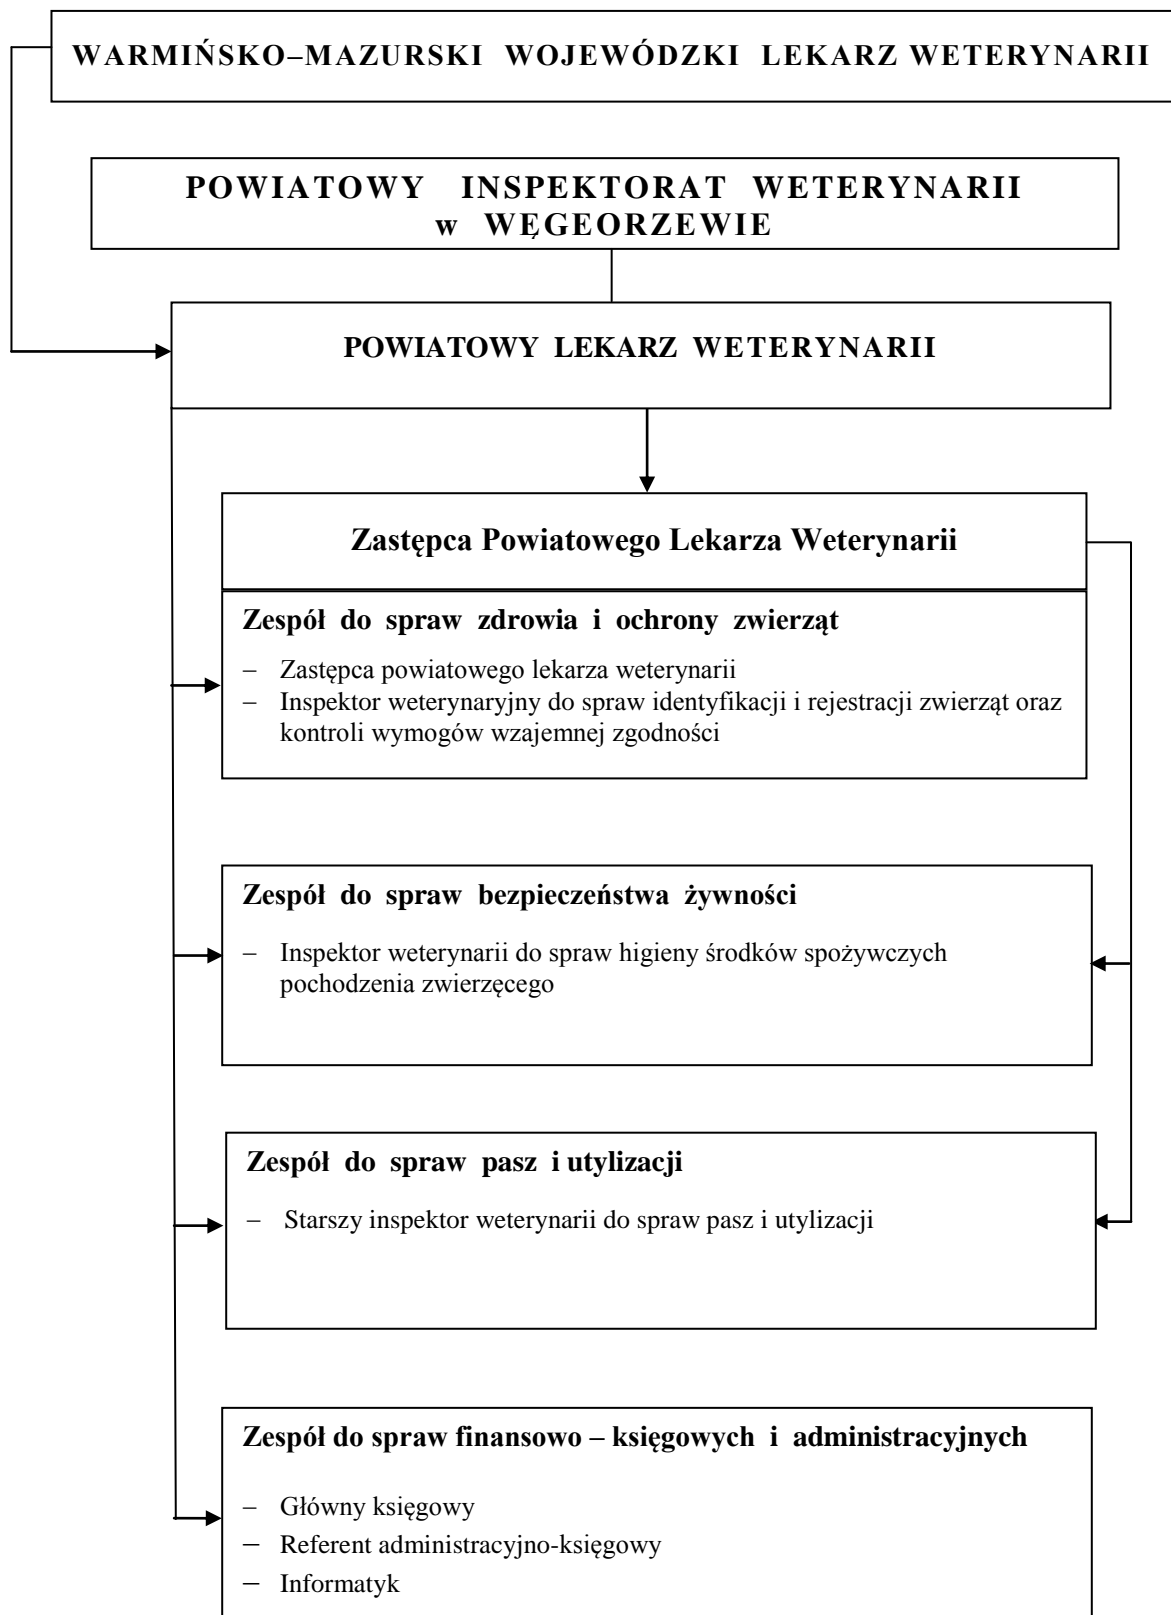 WARMIŃSKO–MAZURSKI WOJEWÓDZKI LEKARZ WETERYNARII
POWIATOWY INSPEKTORAT WETERYNARII
w WĘGEORZEWIE
POWIATOWY LEKARZ WETERYNARII
Zastępca Powiatowego Lekarza Weterynarii
Zespół do spraw zdrowia i ochrony zwierząt
– Zastępca powiatowego lekarza weterynarii
– Inspektor weterynaryjny do spraw identyfikacji i rejestracji zwierząt oraz
kontroli wymogów wzajemnej zgodności
Zespół do spraw bezpieczeństwa żywności
– Inspektor weterynarii do spraw higieny środków spożywczych
pochodzenia zwierzęcego
Zespół do spraw pasz i utylizacji
– Starszy inspektor weterynarii do spraw pasz i utylizacji
Zespół do spraw finansowo – księgowych i administracyjnych
– Główny księgowy
– Referent administracyjno-księgowy
– Informatyk